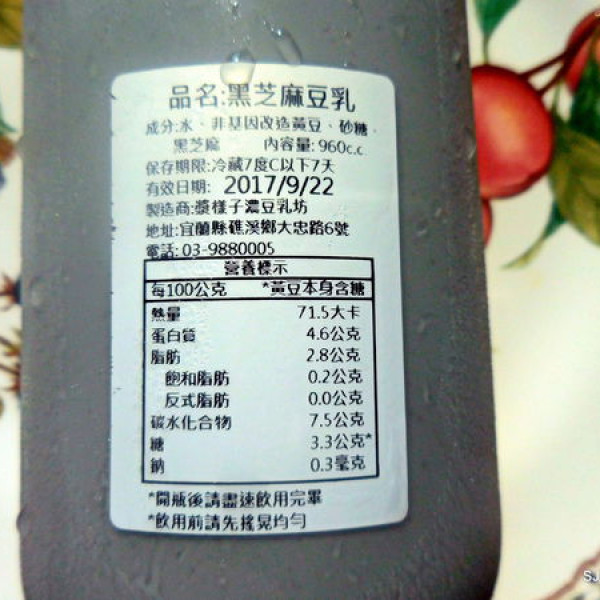 品名:黑芝麻豆乳
成分:水、非基因改造黃豆、砂糖、
黑芝麻 內容量:960c.c.
保存期限:冷藏7度C以下7天
有效日期: 2017/9/22
製造商:漿樣子濃豆乳坊
地址:宜蘭縣礁溪鄉大忠路6號
電話:03-9880005
營養標示
每100公克 *黃豆本身含糖
熱量 71.5大卡
蛋白質 4.6公克
脂肪 2.8公克
飽和脂肪 0.2公克
反式脂肪 0.0公克
碳水化合物 7.5公克
糖 3.3公克*
鈉 0.3毫克
*開瓶後請盡速飲用完畢
*飲用前請先搖晃均勻